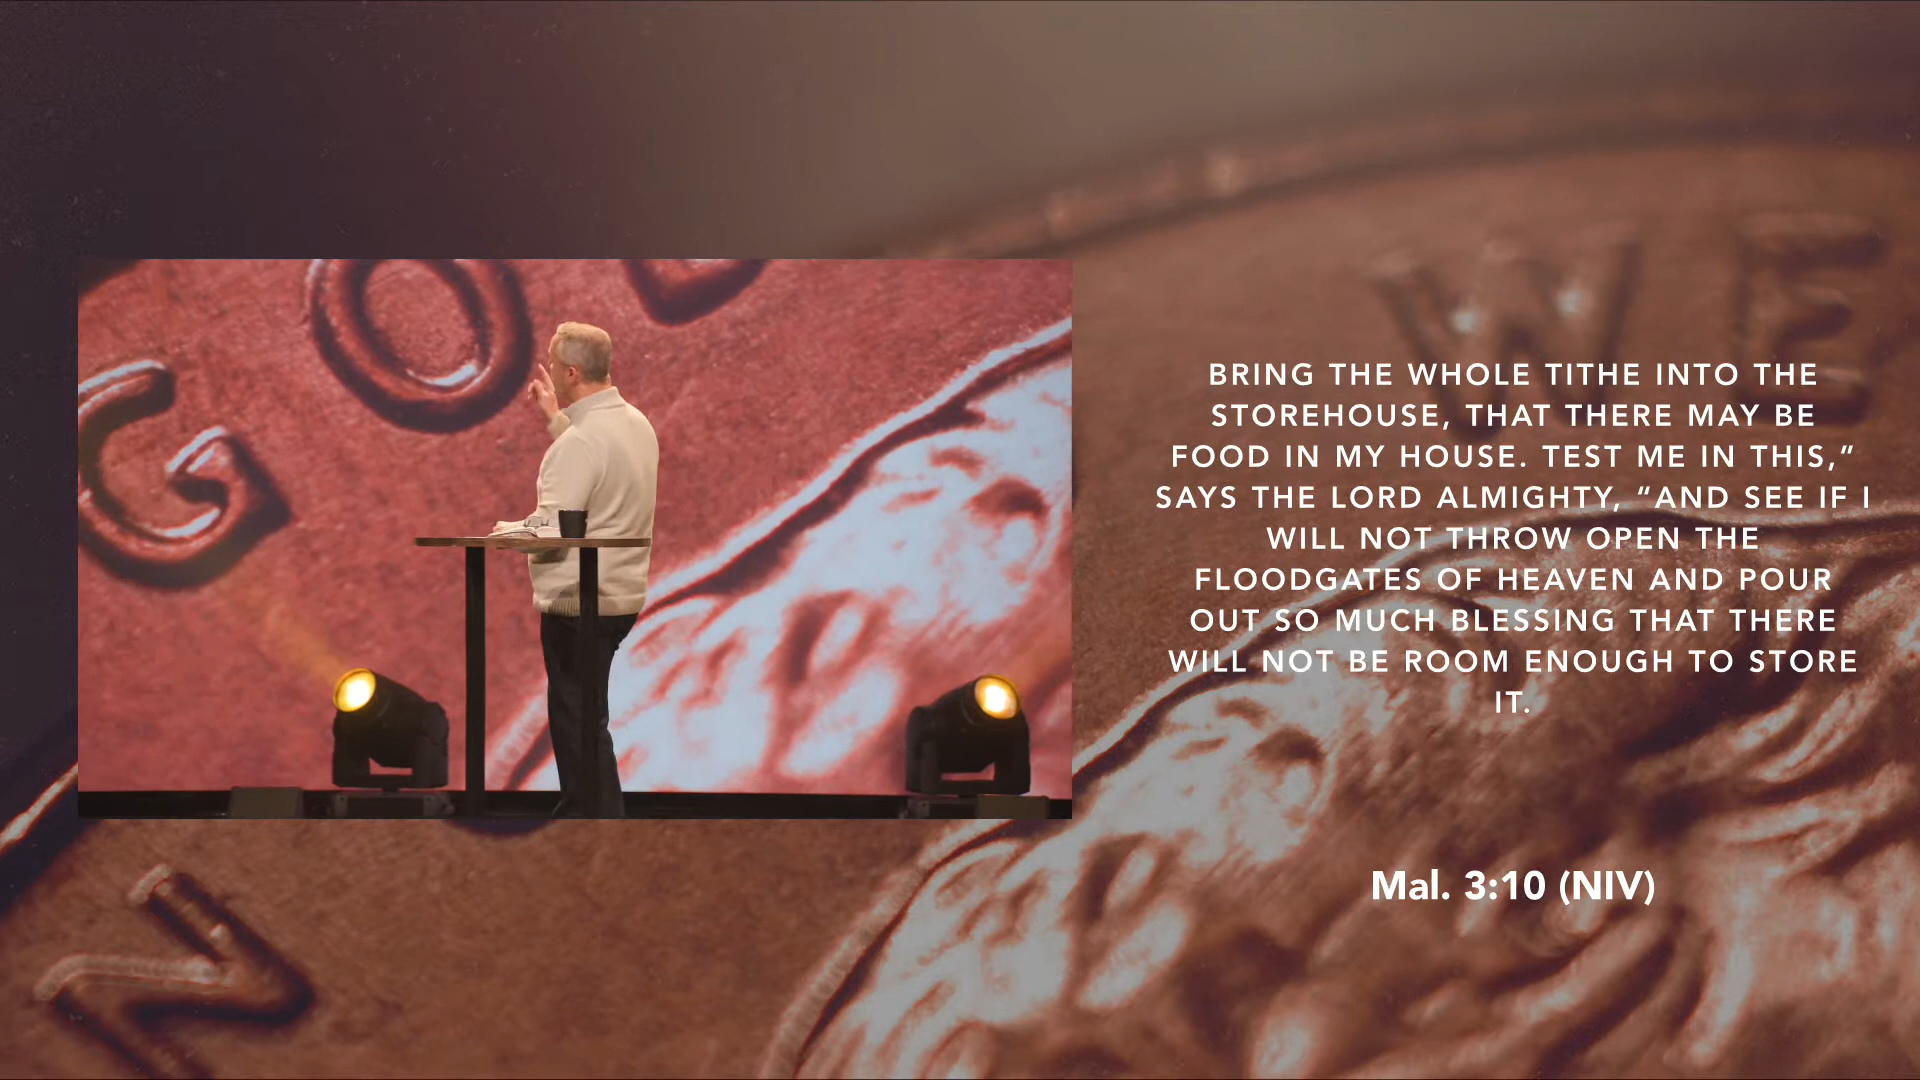 GOD
WE
BRING THE WHOLE TITHE INTO THE
STOREHOUSE, THAT THERE MAY BE
FOOD IN MY HOUSE. TEST ME IN THIS,”
SAYS THE LORD ALMIGHTY, “AND SEE IF I
WILL NOT THROW OPEN THE
FLOODGATES OF HEAVEN AND POUR
OUT SO MUCH BLESSING THAT THERE
WILL NOT BE ROOM ENOUGH TO STORE
IT.
Mal. 3:10 (NIV)
N